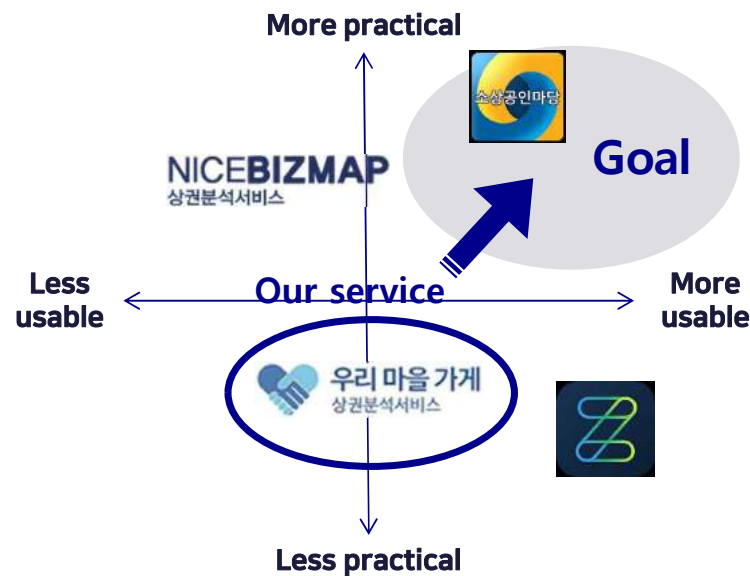 More practical
소상공인마당
Goal
NICEBIZMAP
상권분석서비스
Less
usable
Our service
More
usable
우리 마을 가게
상권분석서비스
Less practical